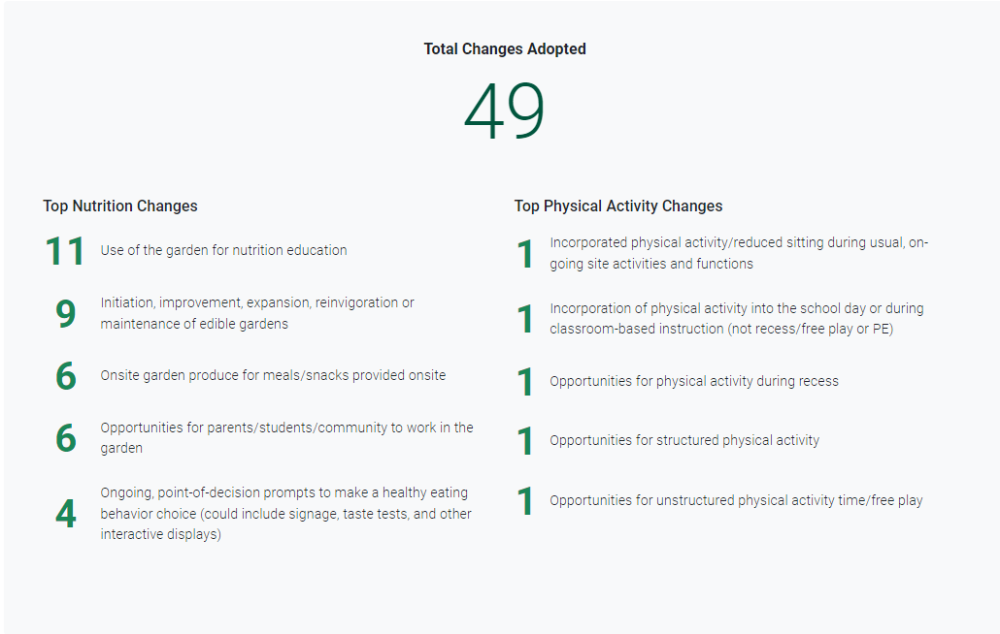 Total Changes Adopted
49
Top Nutrition Changes
11 Use of the garden for nutrition education
9 Initiation, improvement, expansion, reinvigoration or
maintenance of edible gardens
6 Onsite garden produce for meals/snacks provided onsite
6 Opportunities for parents/students/community to work in the
garden
4 Ongoing, point-of-decision prompts to make a healthy eating
behavior choice (could include signage, taste tests, and other
interactive displays)
Top Physical Activity Changes
1 Incorporated physical activity/reduced sitting during usual, on-
going site activities and functions
1 Incorporation of physical activity into the school day or during
classroom-based instruction (not recess/free play or PE)
1 Opportunities for physical activity during recess
1 Opportunities for structured physical activity
1 Opportunities for unstructured physical activity time/free play